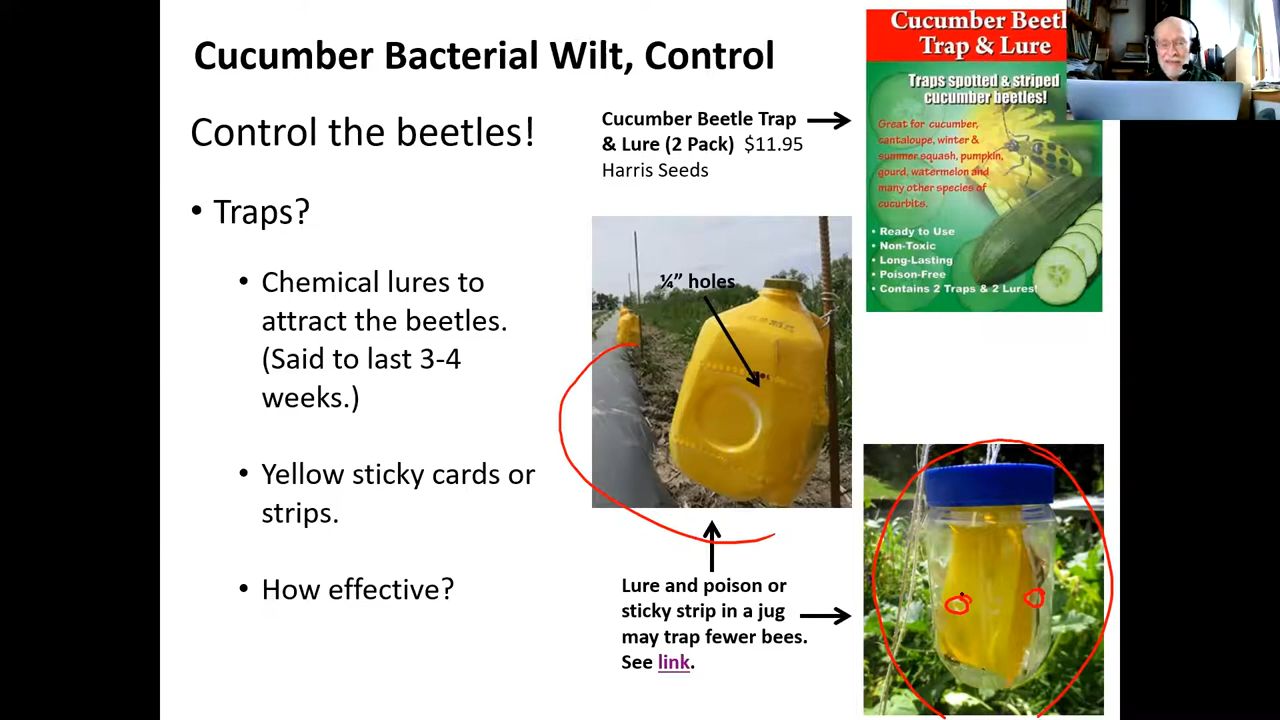 Cucumber Bacterial Wilt, Control
Control the beetles!
• Traps?
• Chemical lures to
attract the beetles.
(Said to last 3-4
weeks.)
• Yellow sticky cards or
strips.
• How effective?
Cucumber Beetle Trap
& Lure (2 Pack) $11.95
Harris Seeds
¼” holes
Lure and poison or
sticky strip in a jug
may trap fewer bees.
See link.
Cucumber Beetl
Trap & Lure
Traps spotted & striped
cucumber beetles!
Great for cucumber,
cantaloupe, winter &
summer squash, pumpkin,
gourd, watermelon and
many other species of
cucurbits.
• Ready to Use
• Non-Toxic
• Long-Lasting
• Poison-Free
• Contains 2 Traps & 2 Lures!